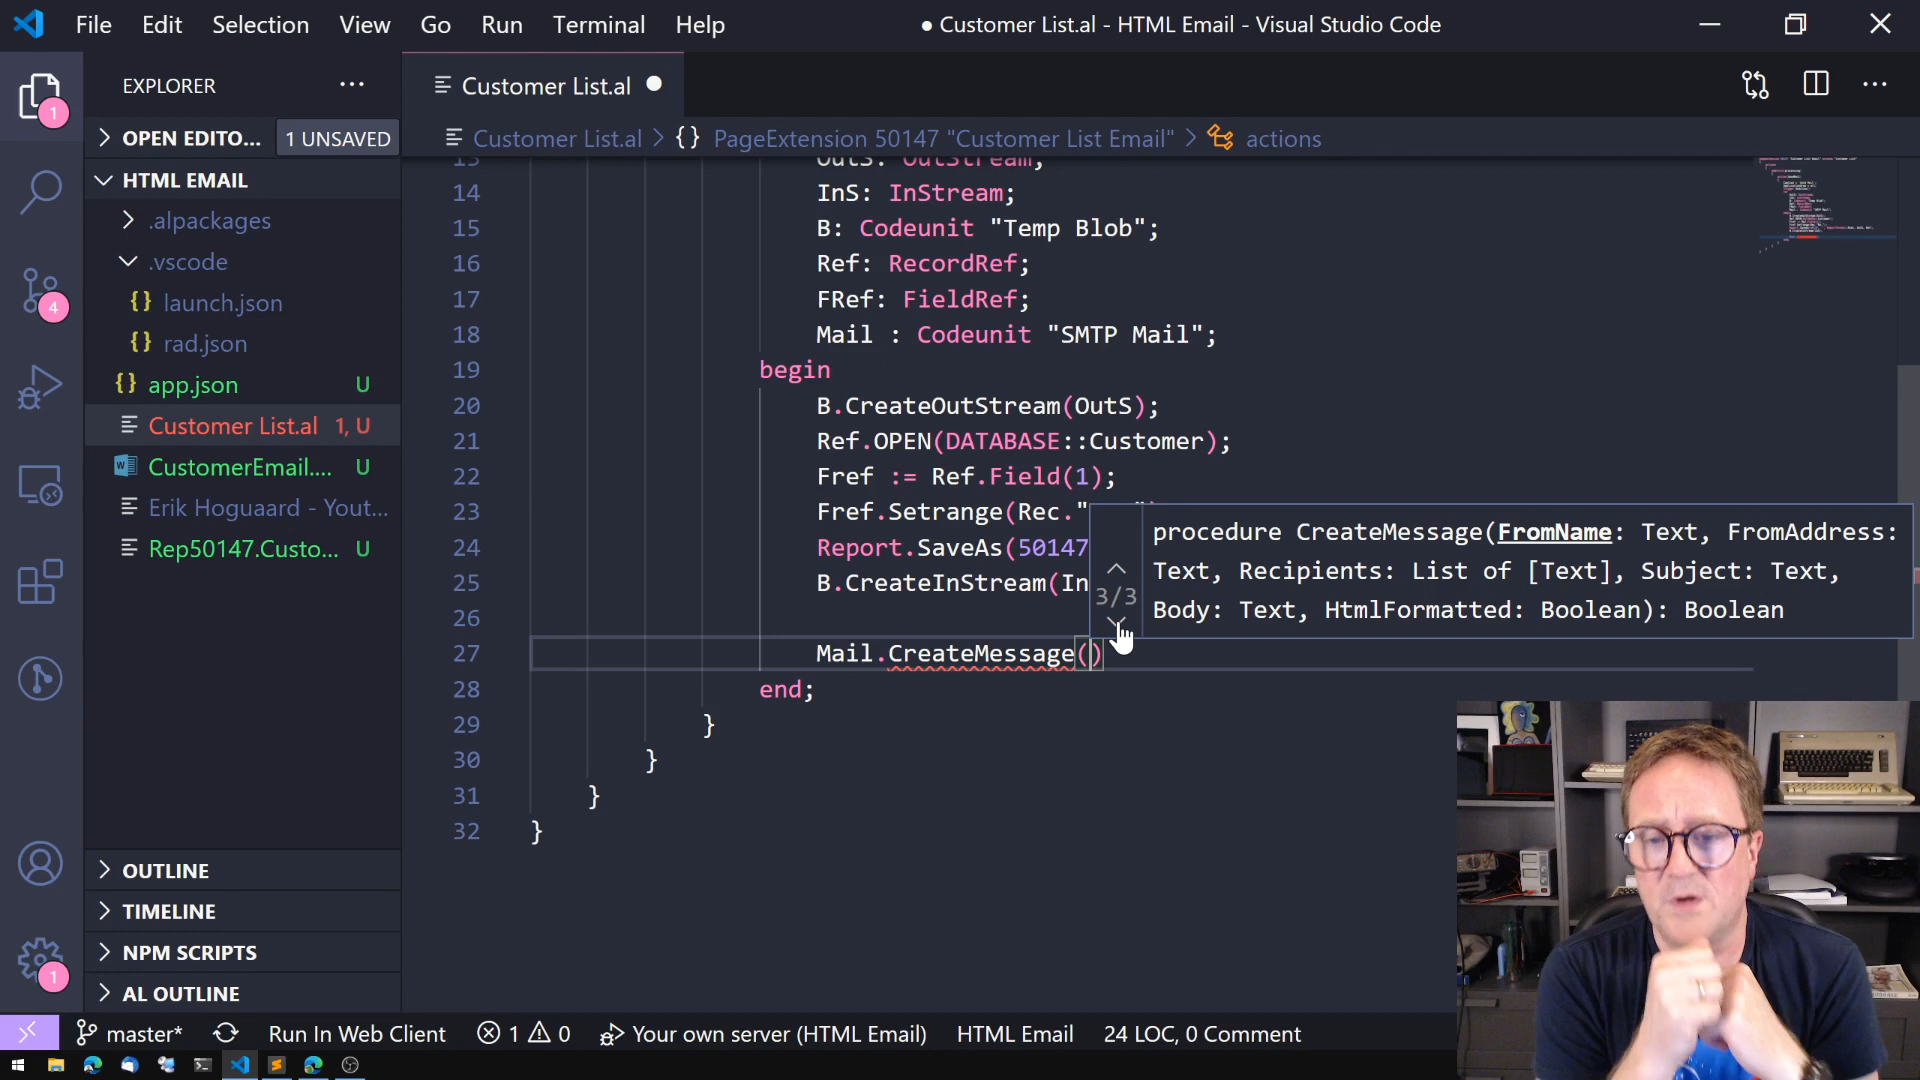 File Edit Selection View Go Run Terminal Help
● Customer List.al - HTML Email - Visual Studio Code
EXPLORER
OPEN EDITO... 1 UNSAVED
HTML EMAIL
.alpackages
.vscode
{} launch.json
{} rad.json
{} app.json U
Customer List.al 1, U
CustomerEmail.... U
Erik Hoguaard - Yout...
Rep50147.Custo... U
OUTLINE
TIMELINE
NPM SCRIPTS
AL OUTLINE
1
4
1
Customer List.al ●
Customer List.al > {} PageExtension 50147 "Customer List Email" > actions
13 OutS: OutStream;
14 InS: InStream;
15 B: Codeunit "Temp Blob";
16 Ref: RecordRef;
17 FRef: FieldRef;
18 Mail : Codeunit "SMTP Mail";
19 begin
20 B.CreateOutStream(OutS);
21 Ref.OPEN(DATABASE::Customer);
22 Fref := Ref.Field(1);
23 Fref.Setrange(Rec."
24 Report.SaveAs(50147
25 B.CreateInStream(In
26
27 Mail.CreateMessage()
28 end;
29 }
30 }
31 }
32 }
3/3
procedure CreateMessage(FromName: Text, FromAddress:
Text, Recipients: List of [Text], Subject: Text,
Body: Text, HtmlFormatted: Boolean): Boolean
master* Run In Web Client 1 0 Your own server (HTML Email) HTML Email 24 LOC, 0 Comment